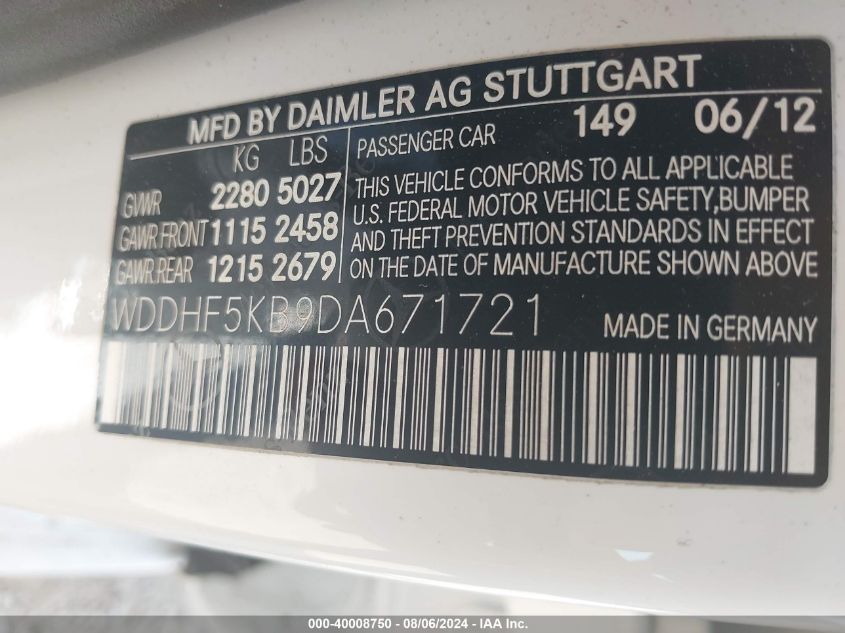 MFD BY DAIMLER AG STUTTGART
KG LBS
GVWR 2280 5027
GAWR FRONT 1115 2458
GAWR REAR 1215 2679
PASSENGER CAR 149 06/12
THIS VEHICLE CONFORMS TO ALL APPLICABLE
U.S. FEDERAL MOTOR VEHICLE SAFETY, BUMPER
AND THEFT PREVENTION STANDARDS IN EFFECT
ON THE DATE OF MANUFACTURE SHOWN ABOVE
WDDHF5KB9DA671721
MADE IN GERMANY
000-40008750 - 08/06/2024 - IAA Inc.